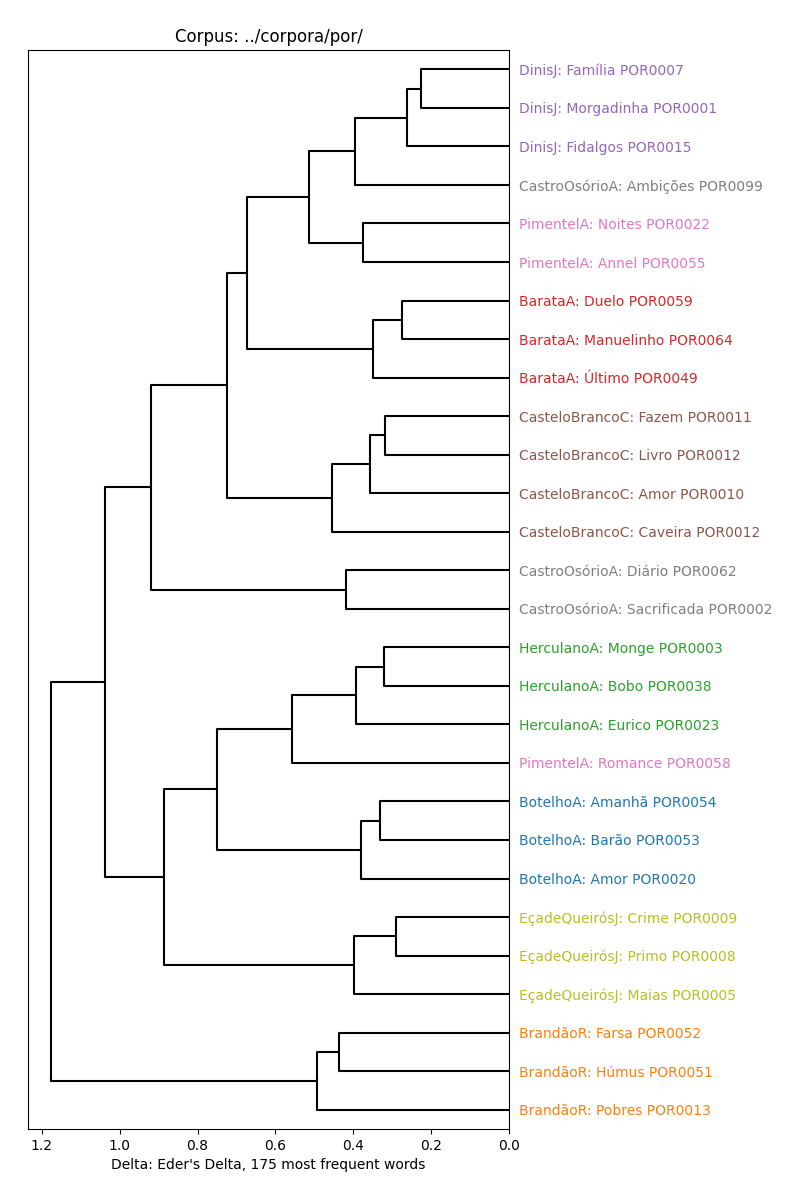 Corpus: ../corpora/por/
DinisJ: Família POR0007
DinisJ: Morgadinha POR0001
DinisJ: Fidalgos POR0015
CastroOsórioA: Ambições POR0099
PimentelA: Noites POR0022
PimentelA: Annel POR0055
BarataA: Duelo POR0059
BarataA: Manuelinho POR0064
BarataA: Último POR0049
CasteloBrancoC: Fazem POR0011
CasteloBrancoC: Livro POR0012
CasteloBrancoC: Amor POR0010
CasteloBrancoC: Caveira POR0012
CastroOsórioA: Diário POR0062
CastroOsórioA: Sacrificada POR0002
HerculanoA: Monge POR0003
HerculanoA: Bobo POR0038
HerculanoA: Eurico POR0023
PimentelA: Romance POR0058
BotelhoA: Amanhã POR0054
BotelhoA: Barão POR0053
BotelhoA: Amor POR0020
EçadeQueirósJ: Crime POR0009
EçadeQueirósJ: Primo POR0008
EçadeQueirósJ: Maias POR0005
BrandãoR: Farsa POR0052
BrandãoR: Húmus POR0051
BrandãoR: Pobres POR0013
1.2 1.0 0.8 0.6 0.4 0.2 0.0
Delta: Eder's Delta, 175 most frequent words